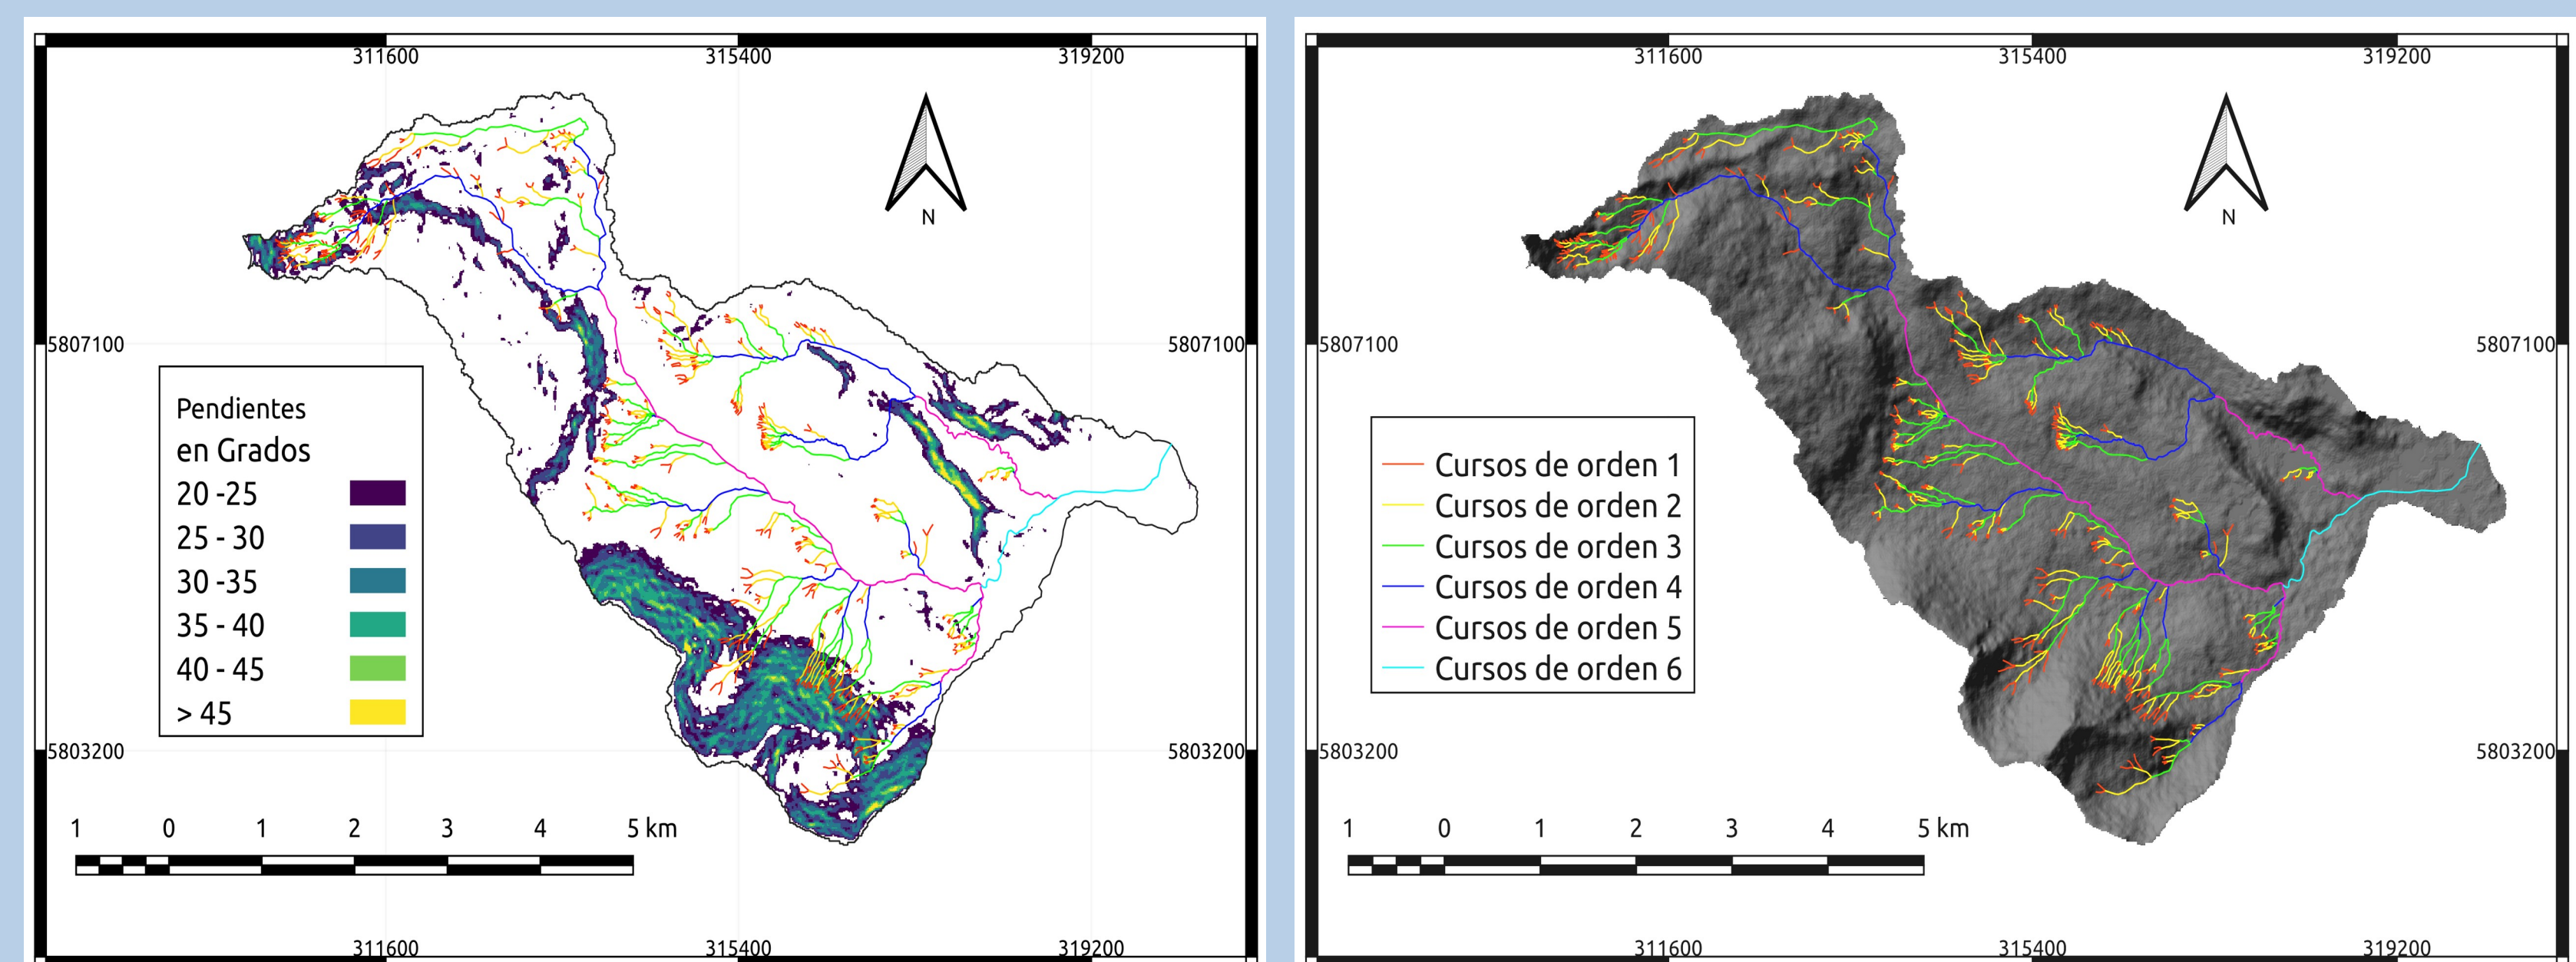 311600 315400 319200
N
5807100 5807100
Pendientes
en Grados
20 -25
25 - 30
30 -35
35 - 40
40 - 45
> 45
5803200 5803200
1 0 1 2 3 4 5 km
311600 315400 319200
311600 315400 319200
N
5807100 5807100
Cursos de orden 1
Cursos de orden 2
Cursos de orden 3
Cursos de orden 4
Cursos de orden 5
Cursos de orden 6
5803200 5803200
1 0 1 2 3 4 5 km
311600 315400 319200